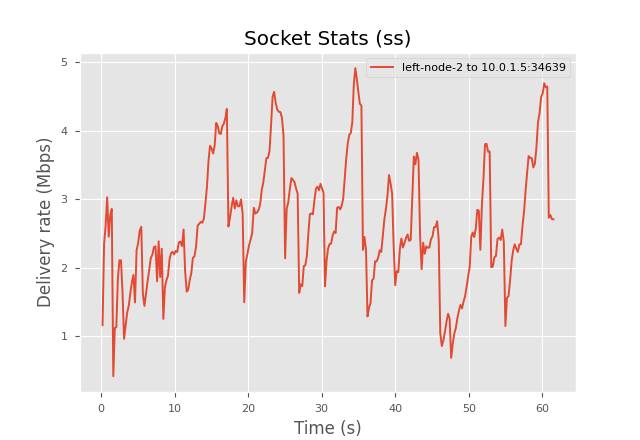 Socket Stats (ss)
left-node-2 to 10.0.1.5:34639
Delivery rate (Mbps)
5
4
3
2
1
0 10 20 30 40 50 60
Time (s)